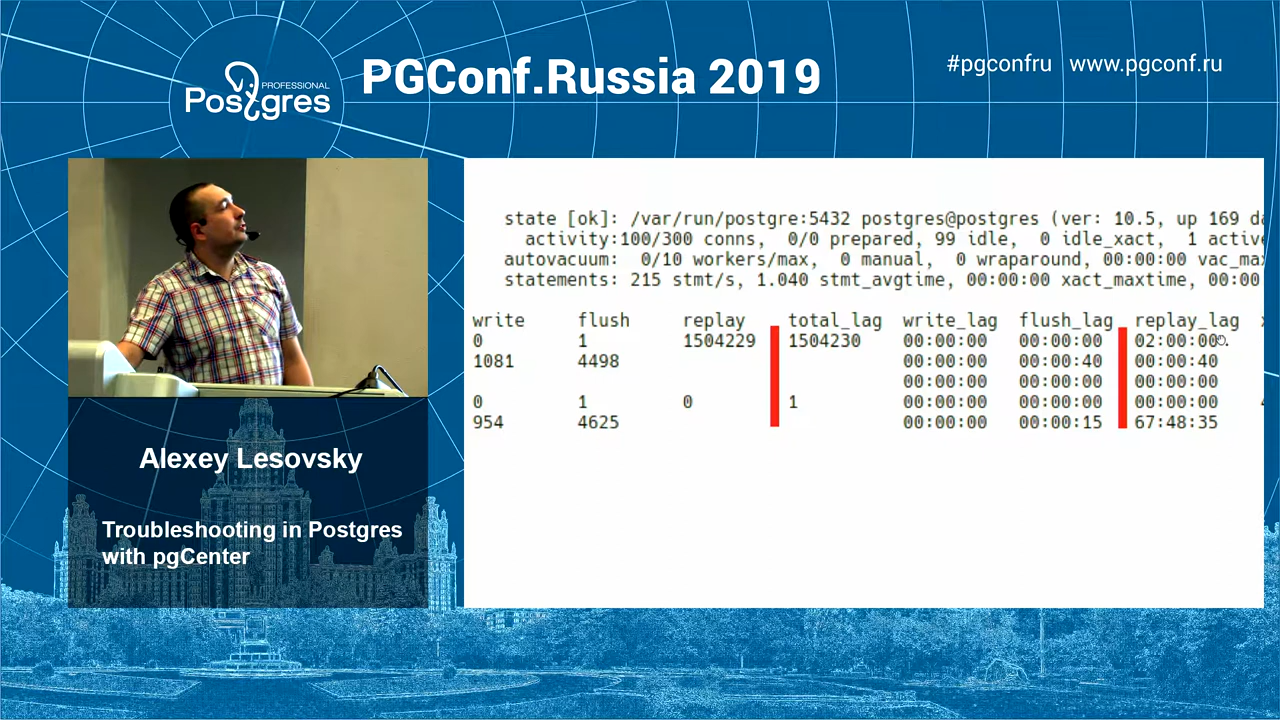 PROFESSIONAL
Postgres
PGConf.Russia 2019
#pgconfru www.pgconf.ru
state [ok]: /var/run/postgre:5432 postgres@postgres (ver: 10.5, up 169 da
activity:100/300 conns, 0/0 prepared, 99 idle, 0 idle_xact, 1 active
autovacuum: 0/10 workers/max, 0 manual, 0 wraparound, 00:00:00 vac_max
statements: 215 stmt/s, 1.040 stmt_avgtime, 00:00:00 xact_maxtime, 00:00
write flush replay total_lag write_lag flush_lag replay_lag
0 1 1504229 1504230 00:00:00 00:00:00 02:00:00
1081 4498 00:00:00 00:00:40 00:00:40
00:00:00 00:00:00 00:00:00
0 1 0 1 00:00:00 00:00:00 00:00:00
954 4625 00:00:00 00:00:15 67:48:35
Alexey Lesovsky
Troubleshooting in Postgres
with pgCenter